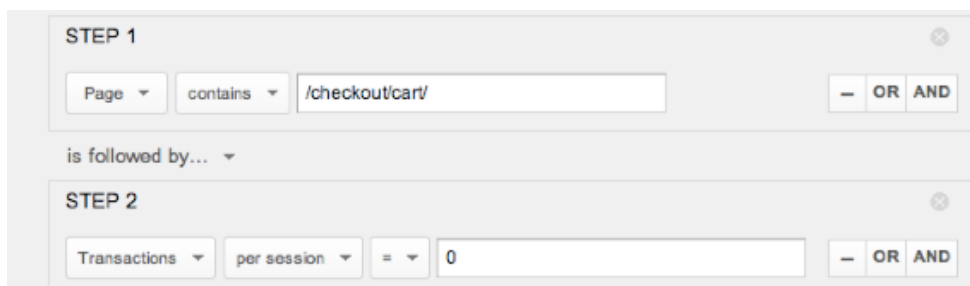 STEP 1
Page contains /checkout/cart/ – OR AND
is followed by...
STEP 2
Transactions per session = 0 – OR AND